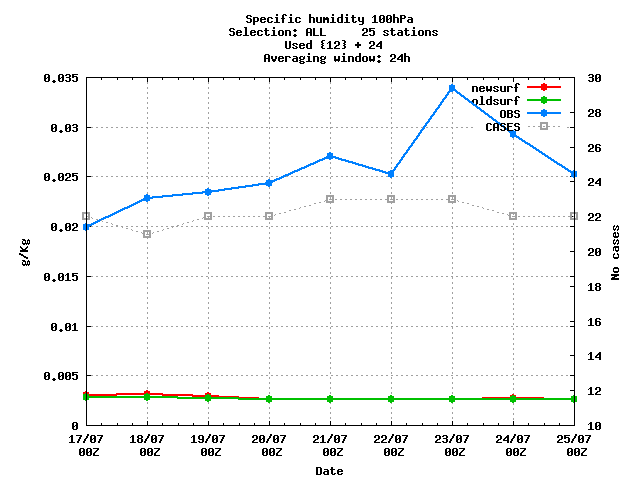 Specific humidity 100hPa
Selection: ALL     25 stations
Used {12} + 24
Averaging window: 24h
newsurf
oldsurf
OBS
CASES
0.035
0.03
0.025
0.02
0.015
0.01
0.005
0
g/Kg
30
28
26
24
22
20
18
16
14
12
10
No cases
17/07 18/07 19/07 20/07 21/07 22/07 23/07 24/07 25/07
00Z 00Z 00Z 00Z 00Z 00Z 00Z 00Z 00Z
Date